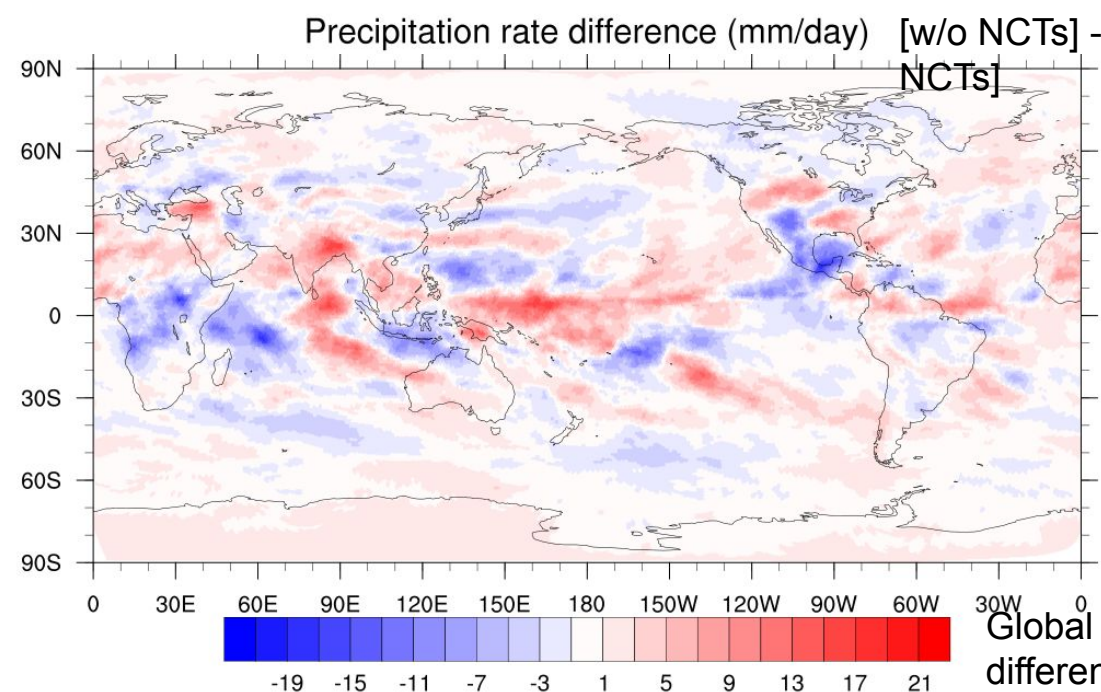 Precipitation rate difference (mm/day) [w/o NCTs] -
NCTs]
90N
60N
30N
0
30S
60S
90S
0 30E 60E 90E 120E 150E 180 150W 120W 90W 60W 30W 0
-19 -15 -11 -7 -3 1 5 9 13 17 21
Global
differen